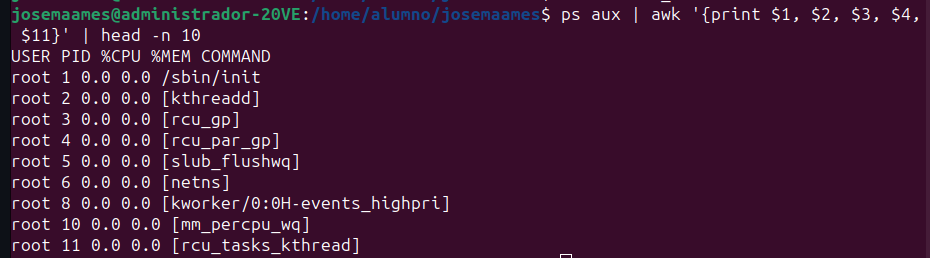 josemaames@administrador-20VE:/home/alumno/josemaames$ ps aux | awk '{print $1, $2, $3, $4,
$11}' | head -n 10
USER PID %CPU %MEM COMMAND
root 1 0.0 0.0 /sbin/init
root 2 0.0 0.0 [kthreadd]
root 3 0.0 0.0 [rcu_gp]
root 4 0.0 0.0 [rcu_par_gp]
root 5 0.0 0.0 [slub_flushwq]
root 6 0.0 0.0 [netns]
root 8 0.0 0.0 [kworker/0:0H-events_highpri]
root 10 0.0 0.0 [mm_percpu_wq]
root 11 0.0 0.0 [rcu_tasks_kthread]